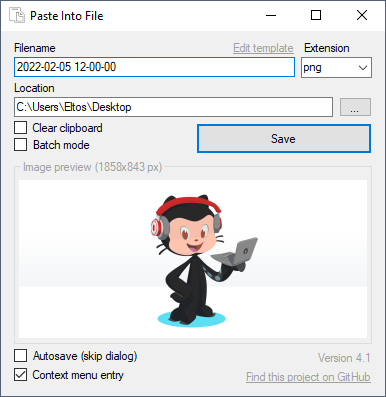 Paste Into File
Filename Edit template Extension
2022-02-05 12-00-00 png
Location
C:\Users\Eltos\Desktop ...
Clear clipboard
Batch mode
Save
Image preview (1858x843 px)
Autosave (skip dialog) Version 4.1
Context menu entry Find this project on GitHub